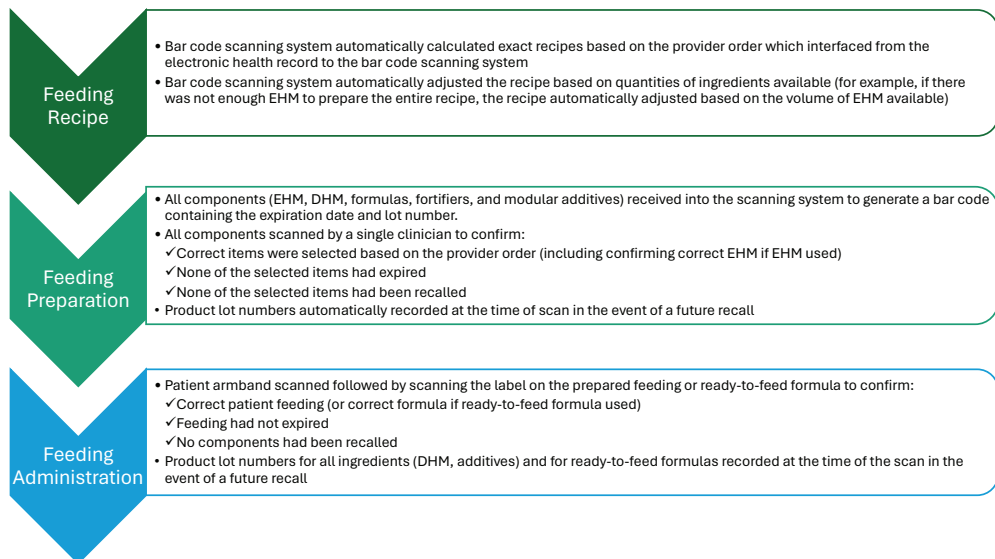 Feeding
Recipe
• Bar code scanning system automatically calculated exact recipes based on the provider order which interfaced from the
electronic health record to the bar code scanning system
• Bar code scanning system automatically adjusted the recipe based on quantities of ingredients available (for example, if there
was not enough EHM to prepare the entire recipe, the recipe automatically adjusted based on the volume of EHM available)
Feeding
Preparation
• All components (EHM, DHM, formulas, fortifiers, and modular additives) received into the scanning system to generate a bar code
containing the expiration date and lot number.
• All components scanned by a single clinician to confirm:
✓Correct items were selected based on the provider order (including confirming correct EHM if EHM used)
✓None of the selected items had expired
✓None of the selected items had been recalled
• Product lot numbers automatically recorded at the time of scan in the event of a future recall
Feeding
Administration
• Patient armband scanned followed by scanning the label on the prepared feeding or ready-to-feed formula to confirm:
✓Correct patient feeding (or correct formula if ready-to-feed formula used)
✓Feeding had not expired
✓No components had been recalled
• Product lot numbers for all ingredients (DHM, additives) and for ready-to-feed formulas recorded at the time of the scan in the
event of a future recall